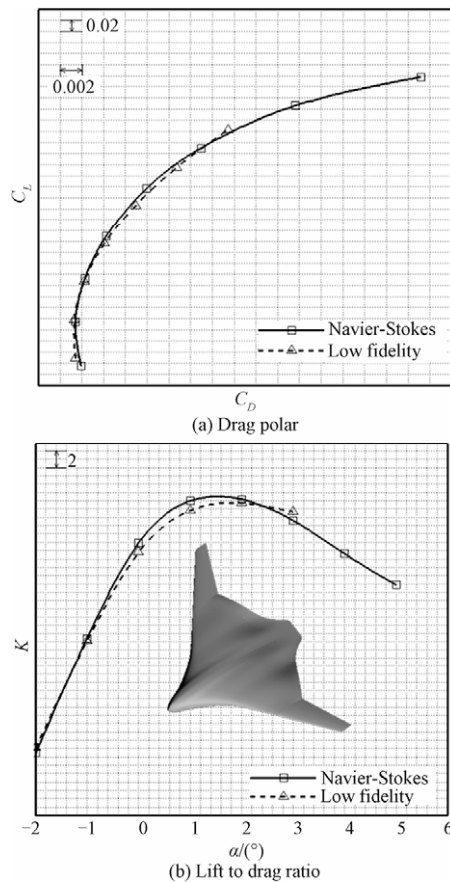 0.02
0.002
C_L
Navier-Stokes
Low fidelity
C_D
(a) Drag polar
2
K
Navier-Stokes
Low fidelity
−2 −1 0 1 2 3 4 5 6
α/(°)
(b) Lift to drag ratio